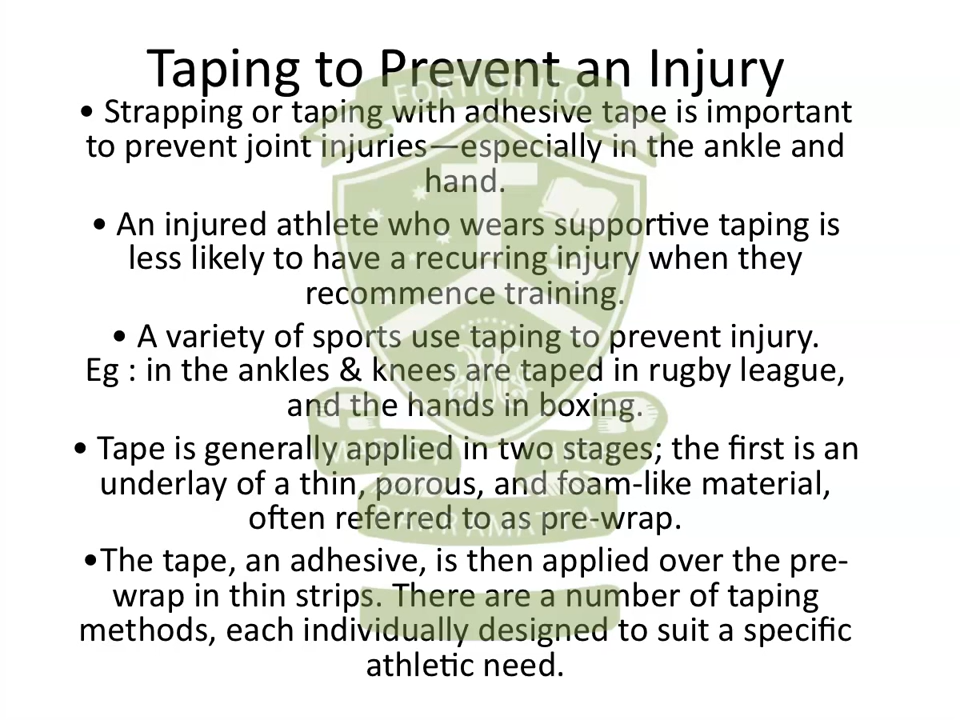 Taping to Prevent an Injury
• Strapping or taping with adhesive tape is important
to prevent joint injuries—especially in the ankle and
hand.
• An injured athlete who wears supportive taping is
less likely to have a recurring injury when they
recommence training.
• A variety of sports use taping to prevent injury.
Eg : in the ankles & knees are taped in rugby league,
and the hands in boxing.
• Tape is generally applied in two stages; the first is an
underlay of a thin, porous, and foam-like material,
often referred to as pre-wrap.
•The tape, an adhesive, is then applied over the pre-
wrap in thin strips. There are a number of taping
methods, each individually designed to suit a specific
athletic need.
FORTIOR ITO
PARRAMATTA